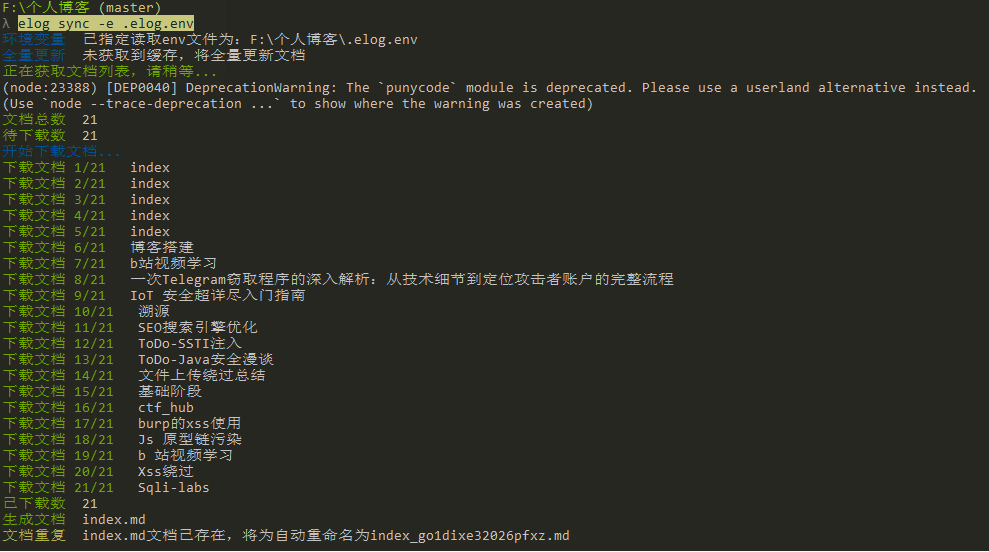 F:\个人博客 (master)
λ elog sync -e .elog.env
环境变量  已指定读取env文件为：F:\个人博客\.elog.env
全量更新  未获取到缓存，将全量更新文档
正在获取文档列表，请稍等...
(node:23388) [DEP0040] DeprecationWarning: The `punycode` module is deprecated. Please use a userland alternative instead.
(Use `node --trace-deprecation ...` to show where the warning was created)
文档总数  21
待下载数  21
开始下载文档...
下载文档 1/21   index
下载文档 2/21   index
下载文档 3/21   index
下载文档 4/21   index
下载文档 5/21   index
下载文档 6/21   博客搭建
下载文档 7/21   b站视频学习
下载文档 8/21   一次Telegram窃取程序的深入解析：从技术细节到定位攻击者账户的完整流程
下载文档 9/21   IoT 安全超详尽入门指南
下载文档 10/21   溯源
下载文档 11/21   SEO搜索引擎优化
下载文档 12/21   ToDo-SSTI注入
下载文档 13/21   ToDo-Java安全漫谈
下载文档 14/21   文件上传绕过总结
下载文档 15/21   基础阶段
下载文档 16/21   ctf_hub
下载文档 17/21   burp的xss使用
下载文档 18/21   Js 原型链污染
下载文档 19/21   b 站视频学习
下载文档 20/21   Xss绕过
下载文档 21/21   Sqli-labs
已下载数  21
生成文档  index.md
文档重复  index.md文档已存在，将为自动重命名为index_go1dixe32026pfxz.md